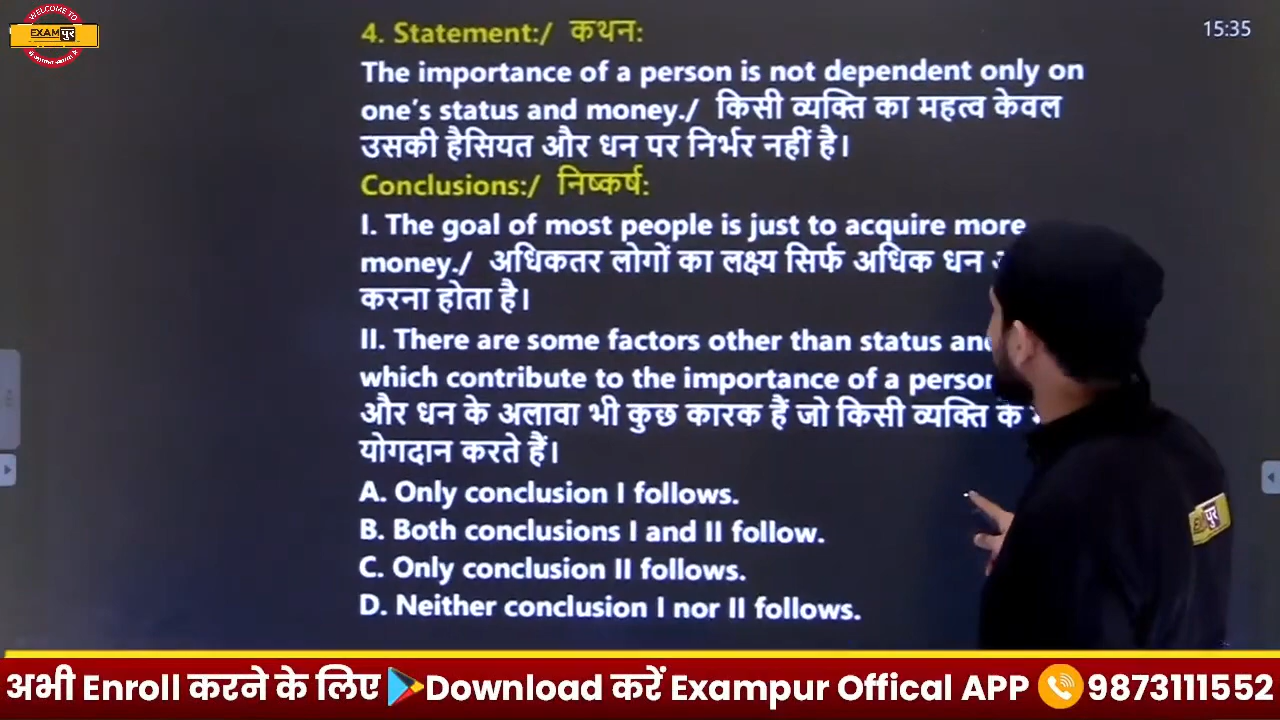 WELCOME TO
EXAMपुर
15:35
4. Statement:/ कथन:
The importance of a person is not dependent only on
one's status and money./ किसी व्यक्ति का महत्व केवल
उसकी हैसियत और धन पर निर्भर नहीं है।
Conclusions:/ निष्कर्ष:
I. The goal of most people is just to acquire more
money./ अधिकतर लोगों का लक्ष्य सिर्फ अधिक धन
करना होता है।
II. There are some factors other than status and
which contribute to the importance of a person
और धन के अलावा भी कुछ कारक हैं जो किसी व्यक्ति के
योगदान करते हैं।
A. Only conclusion I follows.
B. Both conclusions I and II follow.
C. Only conclusion II follows.
D. Neither conclusion I nor II follows.
पुर
अभी Enroll करने के लिए Download करें Exampur Offical APP 9873111552